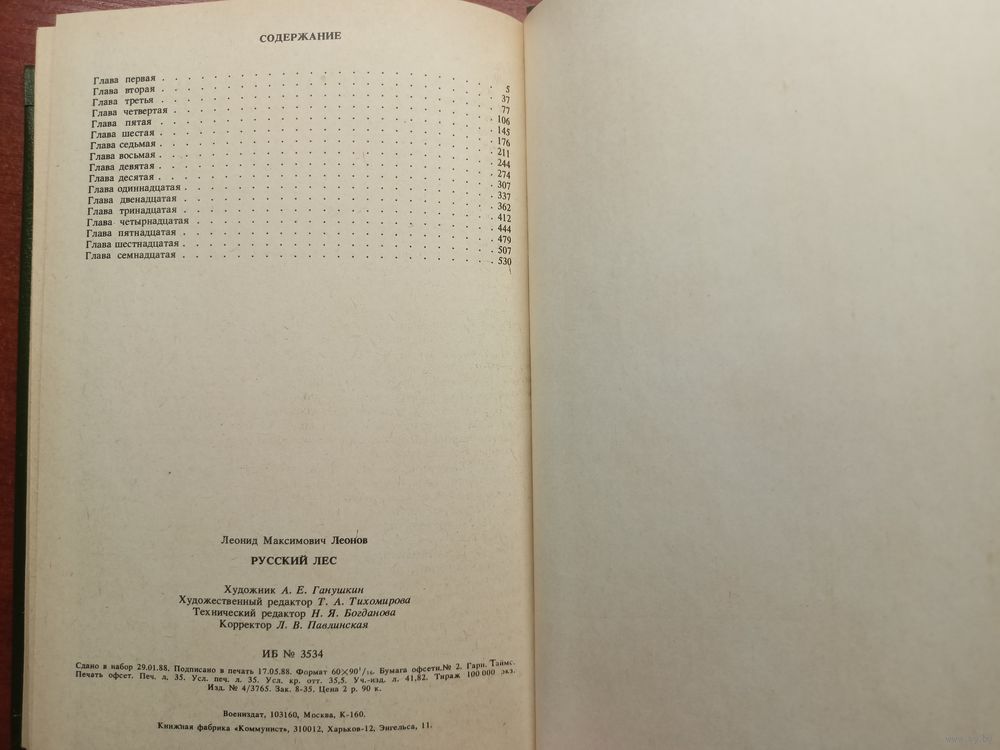 СОДЕРЖАНИЕ
Глава первая . . . . . . . . . . 5
Глава вторая . . . . . . . . . . 37
Глава третья . . . . . . . . . . 77
Глава четвертая . . . . . . . . . . 106
Глава пятая . . . . . . . . . . 145
Глава шестая . . . . . . . . . . 176
Глава седьмая . . . . . . . . . . 211
Глава восьмая . . . . . . . . . . 244
Глава девятая . . . . . . . . . . 274
Глава десятая . . . . . . . . . . 307
Глава одиннадцатая . . . . . . . . . . 337
Глава двенадцатая . . . . . . . . . . 362
Глава тринадцатая . . . . . . . . . . 412
Глава четырнадцатая . . . . . . . . . . 444
Глава пятнадцатая . . . . . . . . . . 479
Глава шестнадцатая . . . . . . . . . . 507
Глава семнадцатая . . . . . . . . . . 530
Леонид Максимович Леонов
РУССКИЙ ЛЕС
Художник А. Е. Ганушкин
Художественный редактор Т. А. Тихомирова
Технический редактор Н. Я. Богданова
Корректор Л. В. Павлинская
ИБ № 3534
Сдано в набор 29.01.88. Подписано в печать 17.05.88. Формат 60×90¹/₁₆. Бумага офсетн. № 2. Гарн. Таймс.
Печать офсет. Печ. л. 35. Усл. печ. л. 35. Усл. кр. отт. 35,5. Уч.-изд. л. 41,82. Тираж 100 000 экз.
Изд. № 4/3765. Зак. 8-35. Цена 2 р. 90 к.
Воениздат, 103160, Москва, К-160.
Книжная фабрика «Коммунист», 310012, Харьков-12, Энгельса, 11.
www.ay.by